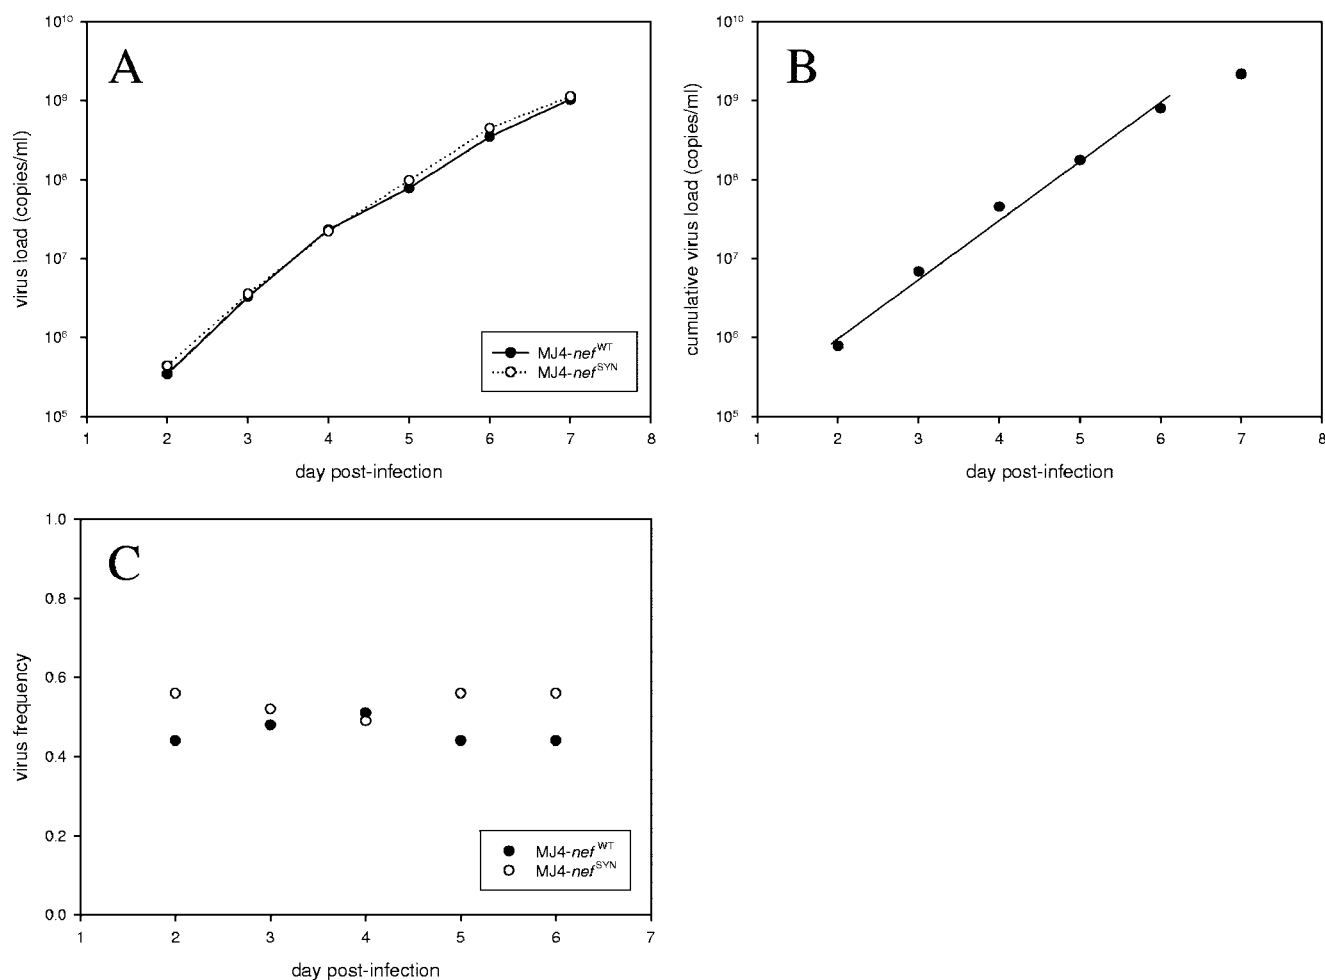 A
virus load (copies/ml)
10¹⁰
10⁹
10⁸
10⁷
10⁶
10⁵
1 2 3 4 5 6 7 8
day post-infection
MJ4-nef^WT
MJ4-nef^SYN
B
cumulative virus load (copies/ml)
10¹⁰
10⁹
10⁸
10⁷
10⁶
10⁵
1 2 3 4 5 6 7 8
day post-infection
C
virus frequency
1.0
0.8
0.6
0.4
0.2
0.0
1 2 3 4 5 6 7
day post-infection
MJ4-nef^WT
MJ4-nef^SYN